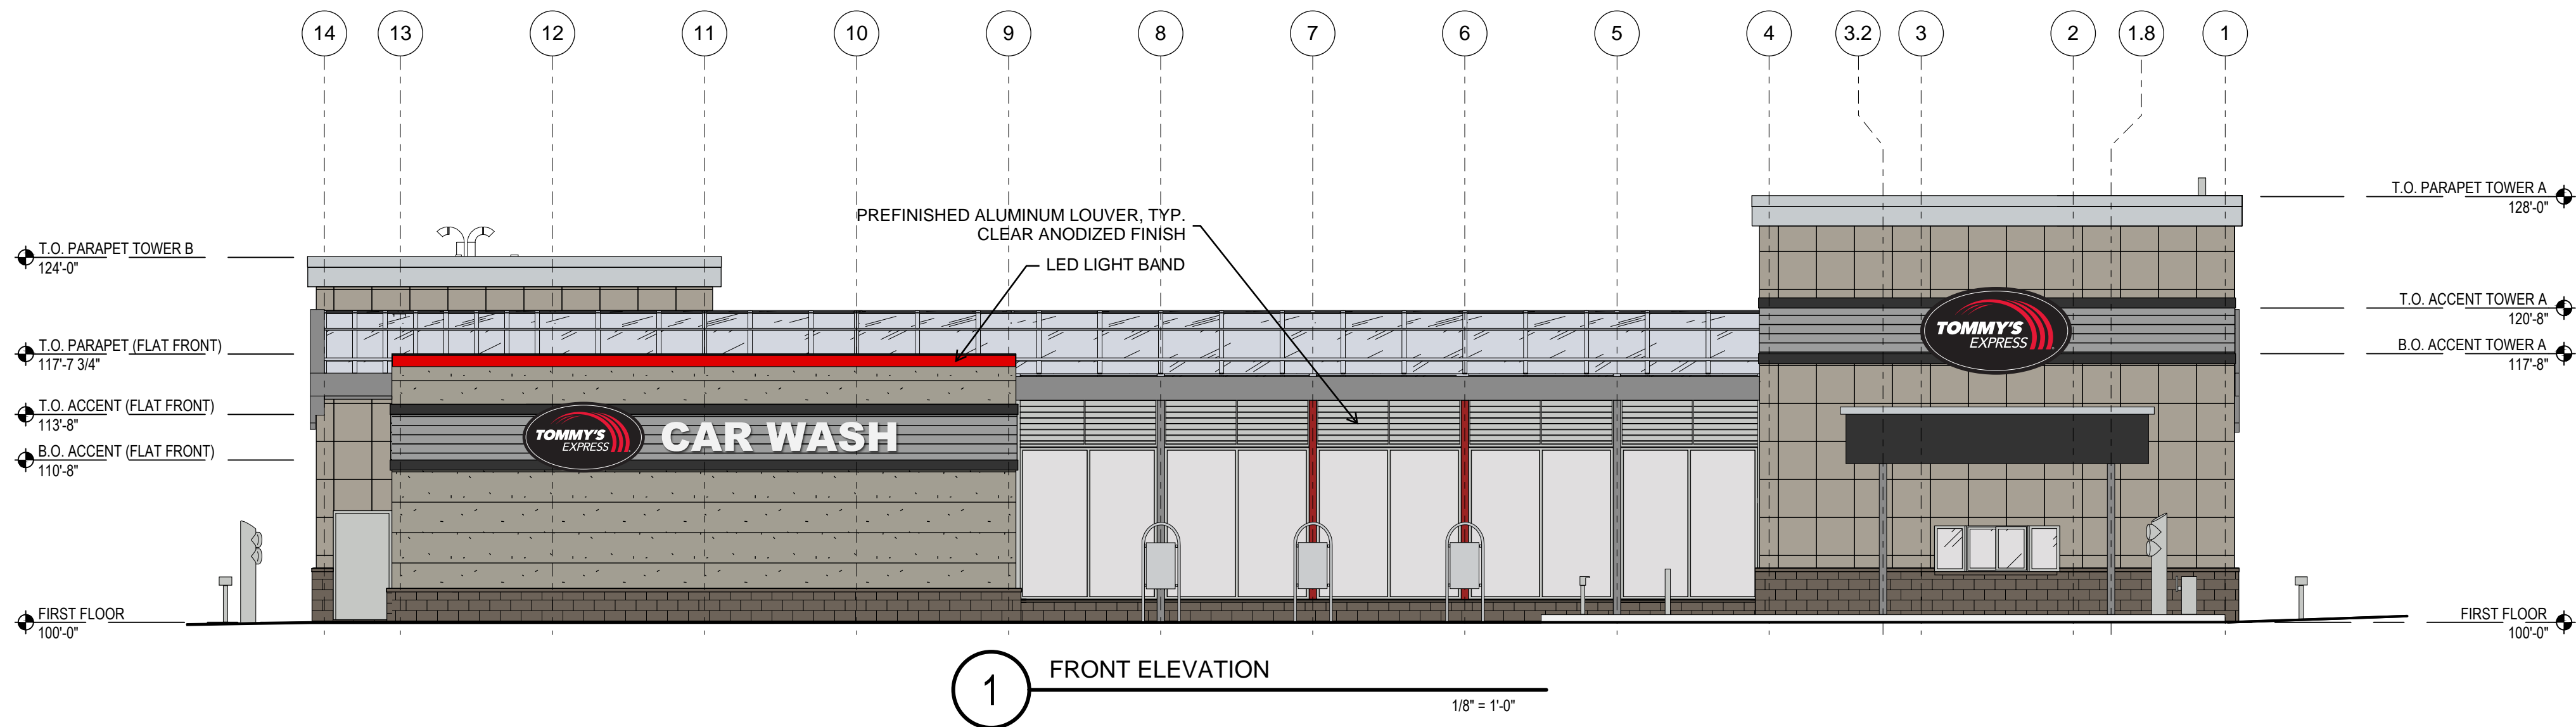 14 13 12 11 10 9 8 7 6 5 4 3.2 3 2 1.8 1
T.O. PARAPET TOWER A
128'-0"
PREFINISHED ALUMINUM LOUVER, TYP.
CLEAR ANODIZED FINISH
LED LIGHT BAND
T.O. PARAPET TOWER B
124'-0"
T.O. ACCENT TOWER A
120'-8"
TOMMY'S
EXPRESS
T.O. PARAPET (FLAT FRONT)
117'-7 3/4"
B.O. ACCENT TOWER A
117'-8"
T.O. ACCENT (FLAT FRONT)
113'-8"
TOMMY'S
EXPRESS
CAR WASH
B.O. ACCENT (FLAT FRONT)
110'-8"
FIRST FLOOR
100'-0"
FIRST FLOOR
100'-0"
1 FRONT ELEVATION
1/8" = 1'-0"